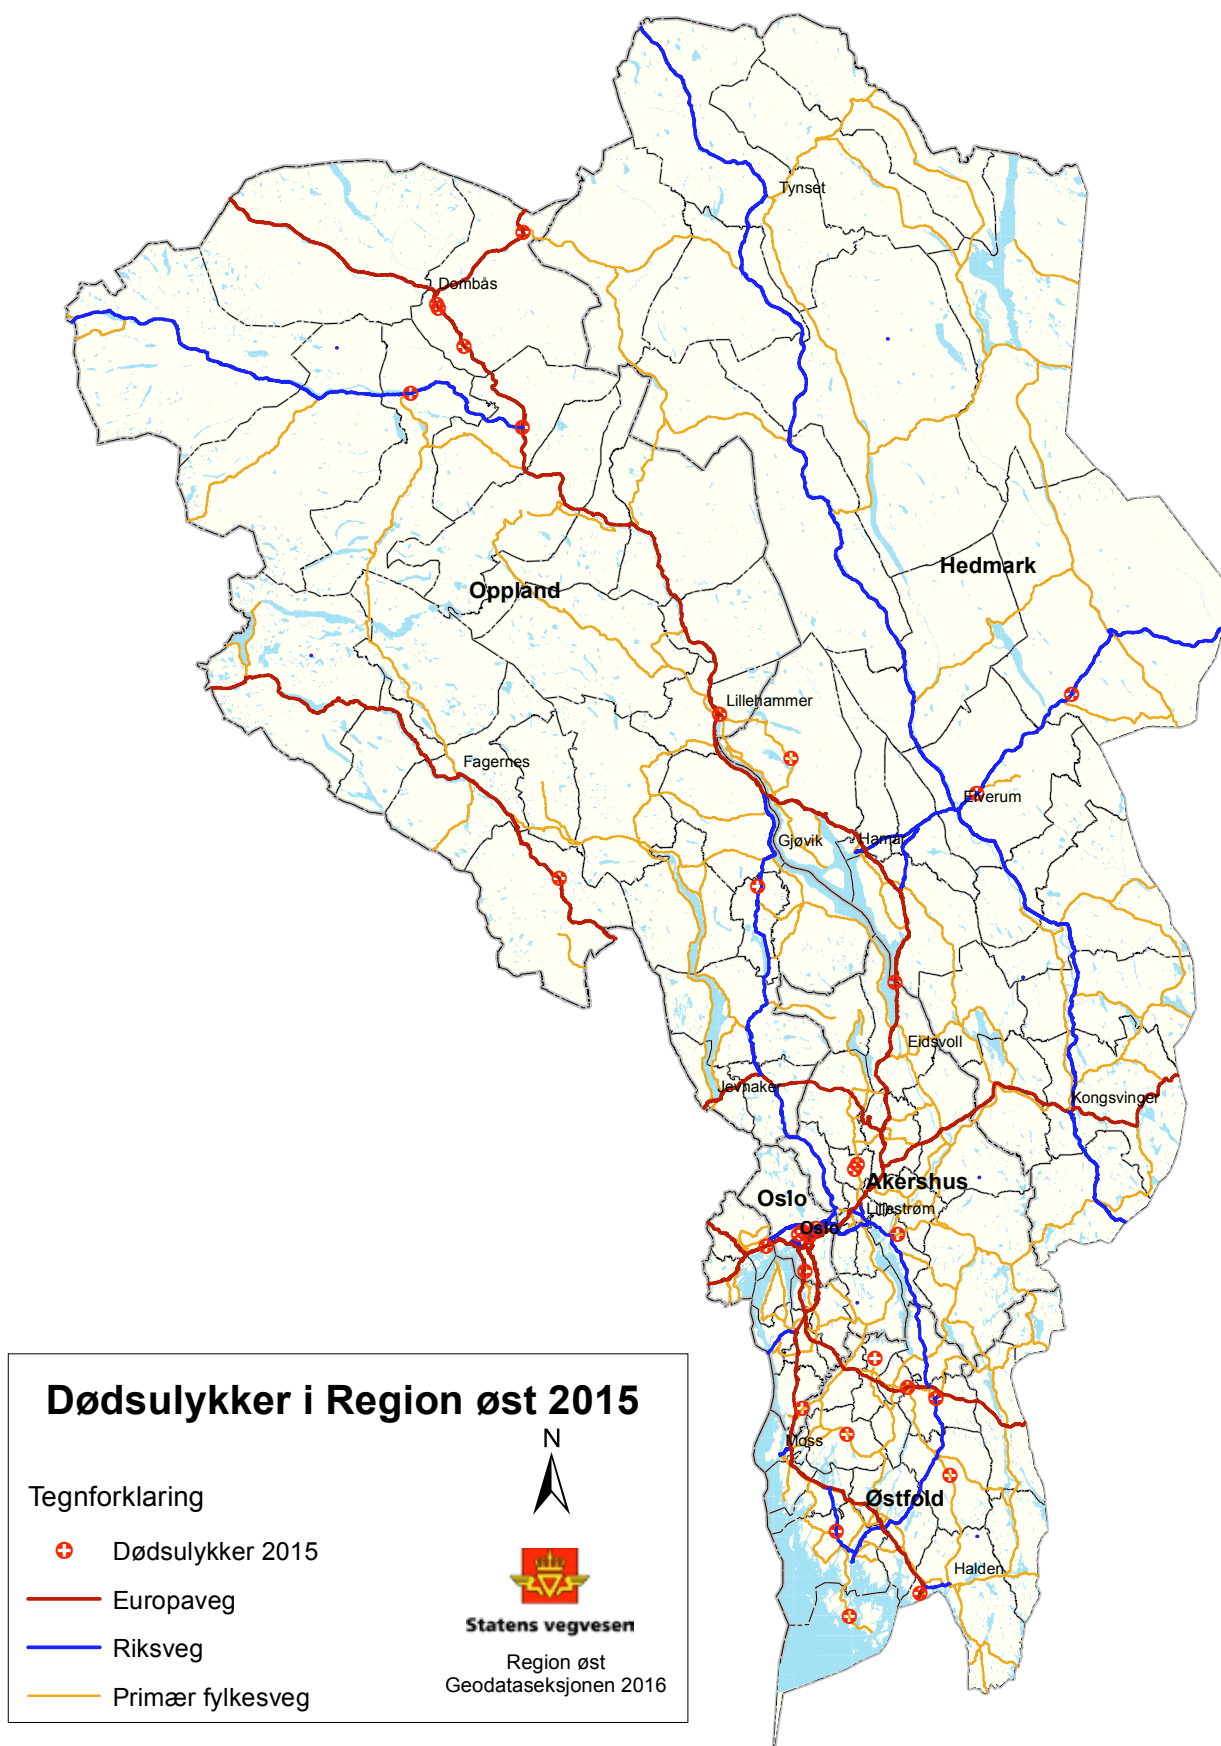 Tynset
Dombås
Hedmark
Oppland
Lillehammer
Fagernes
Elverum
Gjøvik
Hamar
Eidsvoll
Jevnaker
Kongsvinger
Akershus
Oslo
Lillestrøm
Oslo
Moss
Østfold
Halden
Dødsulykker i Region øst 2015
N
Tegnforklaring
Dødsulykker 2015
Europaveg
Riksveg
Primær fylkesveg
Statens vegvesen
Region øst
Geodataseksjonen 2016